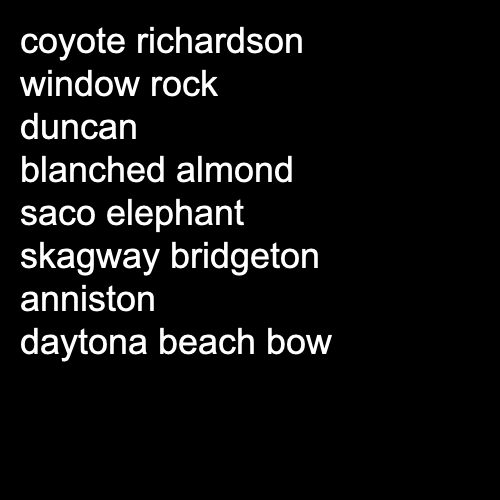 coyote richardson
window rock
duncan
blanched almond
saco elephant
skagway bridgeton
anniston
daytona beach bow